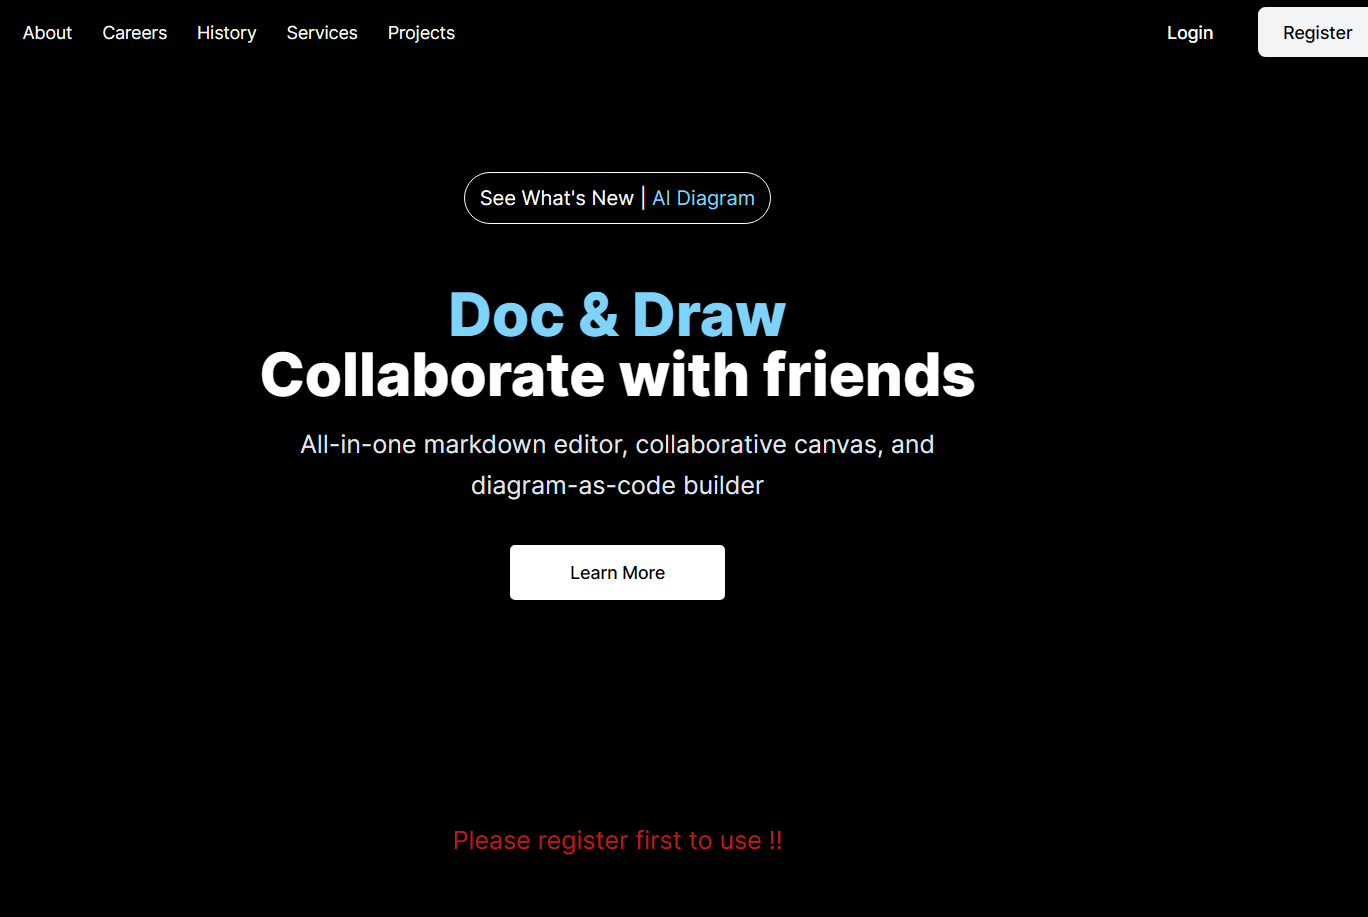 About Careers History Services Projects Login Register
See What's New | AI Diagram
Doc & Draw
Collaborate with friends
All-in-one markdown editor, collaborative canvas, and
diagram-as-code builder
Learn More
Please register first to use !!